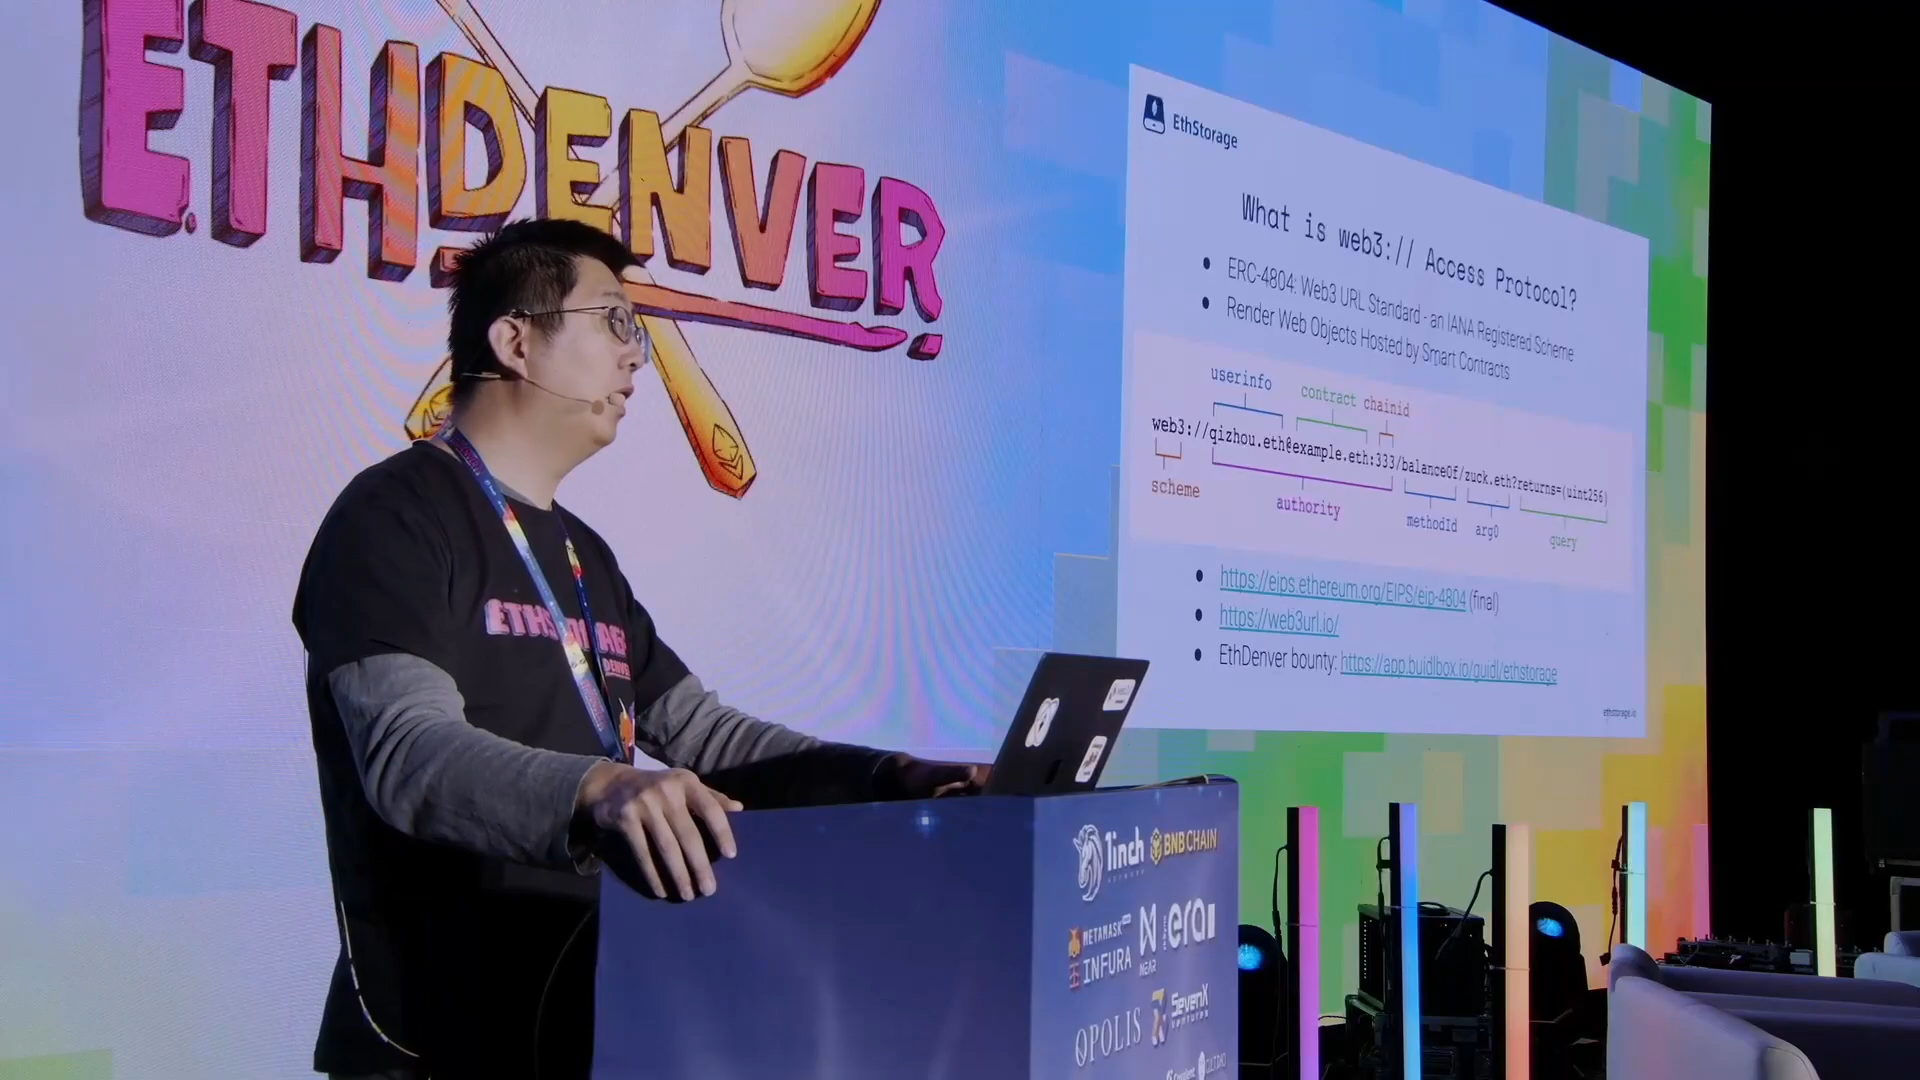 ETHDENVER
EthStorage
What is web3:// Access Protocol?
ERC-4804: Web3 URL Standard - an IANA Registered Scheme
Render Web Objects Hosted by Smart Contracts
userinfo
contract
chainid
web3://qizhou.eth@example.eth:333/balanceOf/zuck.eth?returns=(uint256)
scheme
authority
methodId
arg0
query
https://eips.ethereum.org/EIPS/eip-4804 (final)
https://web3url.io/
EthDenver bounty: https://app.buidlbox.io/guidl/ethstorage
ethstorage.io
1inch
NETWORK
BNB CHAIN
METAMASK
INFURA
NEAR
era
OPOLIS
SevenX
ventures